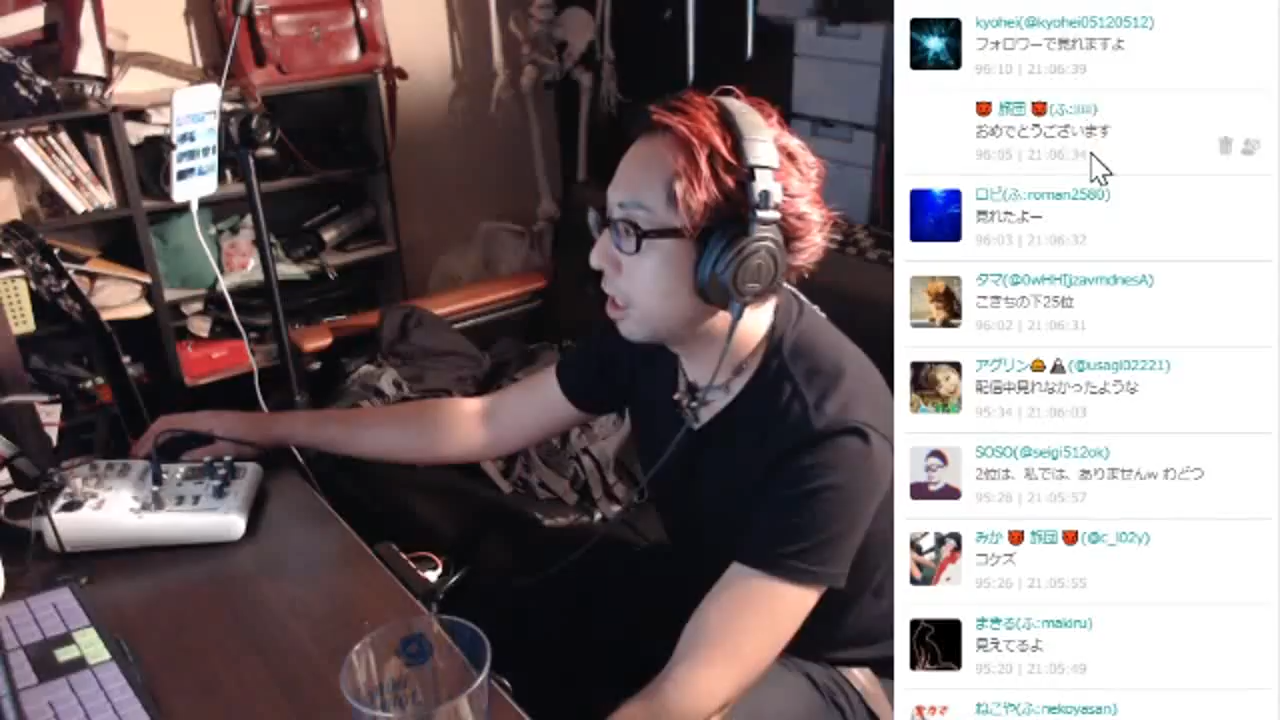 kyohei(@kyohei05120512)
フォロワーで見れますよ
96:10 | 21:06:39
旅団
おめでとうございます
96:05 | 21:06:34
ロビ(ふ:roman2580)
見れたよー
96:03 | 21:06:32
タマ(@0wHHIjzavmdnesA)
こきちの下25位
96:02 | 21:06:31
アグリン🎃🗻(@usagi02221)
配信中見れなかったような
95:34 | 21:06:03
SOSO(@seigi512ok)
2位は、私では、ありませんw わどつ
95:28 | 21:05:57
みか 👿 旅団 👿 (@c_l02y)
コケズ
95:26 | 21:05:55
まきる(ふ:makiru)
見えてるよ
95:20 | 21:05:49
ねこや(ふ:nekoyasan)